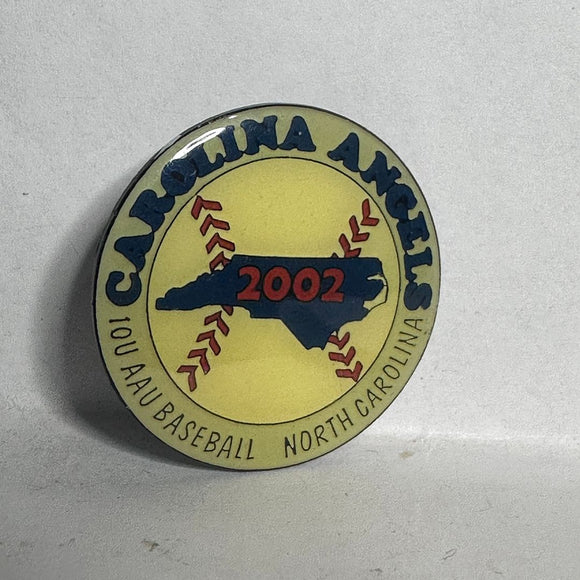 CAROLINA ANGELS
2002
10U AAU BASEBALL NORTH CAROLINA